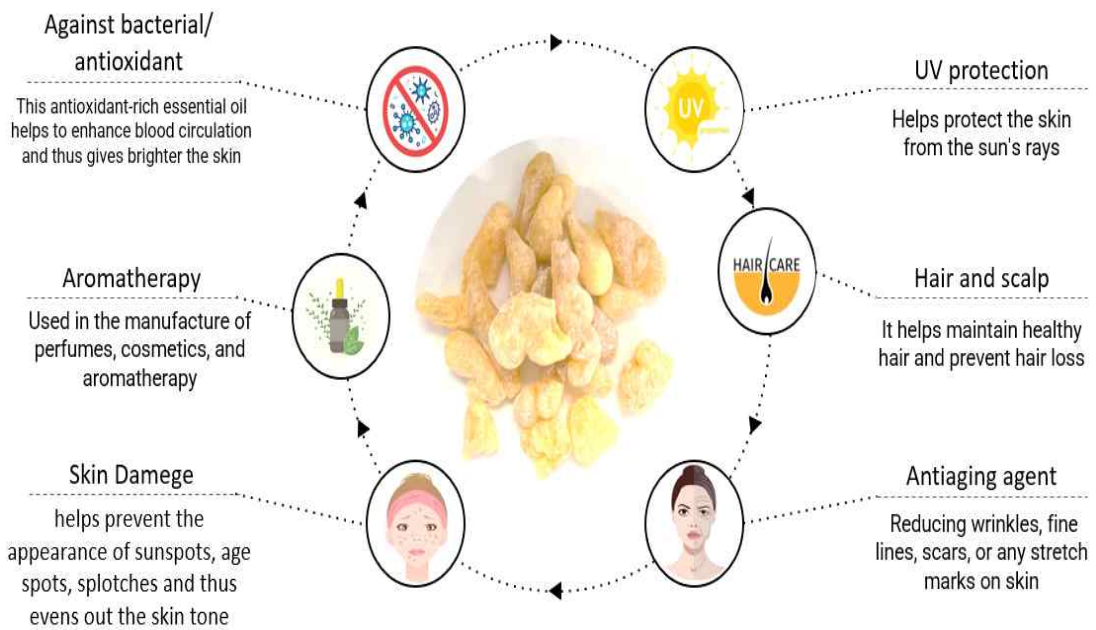 Against bacterial/
antioxidant
This antioxidant-rich essential oil
helps to enhance blood circulation
and thus gives brighter the skin
UV
UV protection
Helps protect the skin
from the sun's rays
Aromatherapy
Used in the manufacture of
perfumes, cosmetics, and
aromatherapy
HAIR CARE
Hair and scalp
It helps maintain healthy
hair and prevent hair loss
Skin Damege
helps prevent the
appearance of sunspots, age
spots, splotches and thus
evens out the skin tone
Antiaging agent
Reducing wrinkles, fine
lines, scars, or any stretch
marks on skin